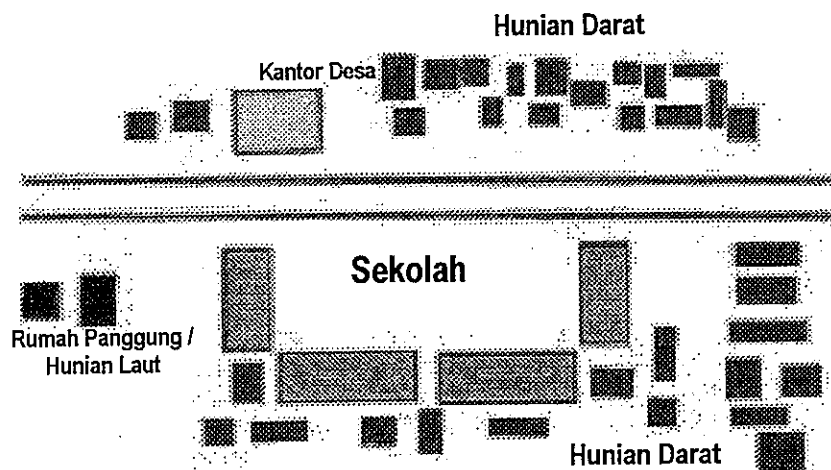 Hunian Darat
Kantor Desa
Sekolah
Rumah Panggung /
Hunian Laut
Hunian Darat